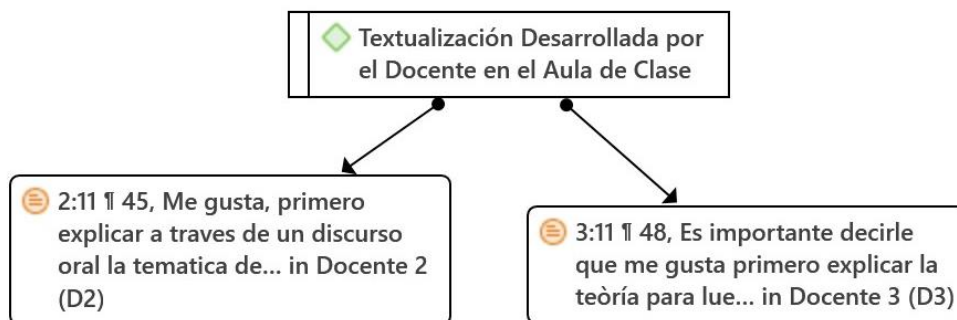 Textualización Desarrollada por
el Docente en el Aula de Clase
2:11 ¶ 45, Me gusta, primero
explicar a traves de un discurso
oral la tematica de... in Docente 2
(D2)
3:11 ¶ 48, Es importante decirle
que me gusta primero explicar la
teòría para lue... in Docente 3 (D3)